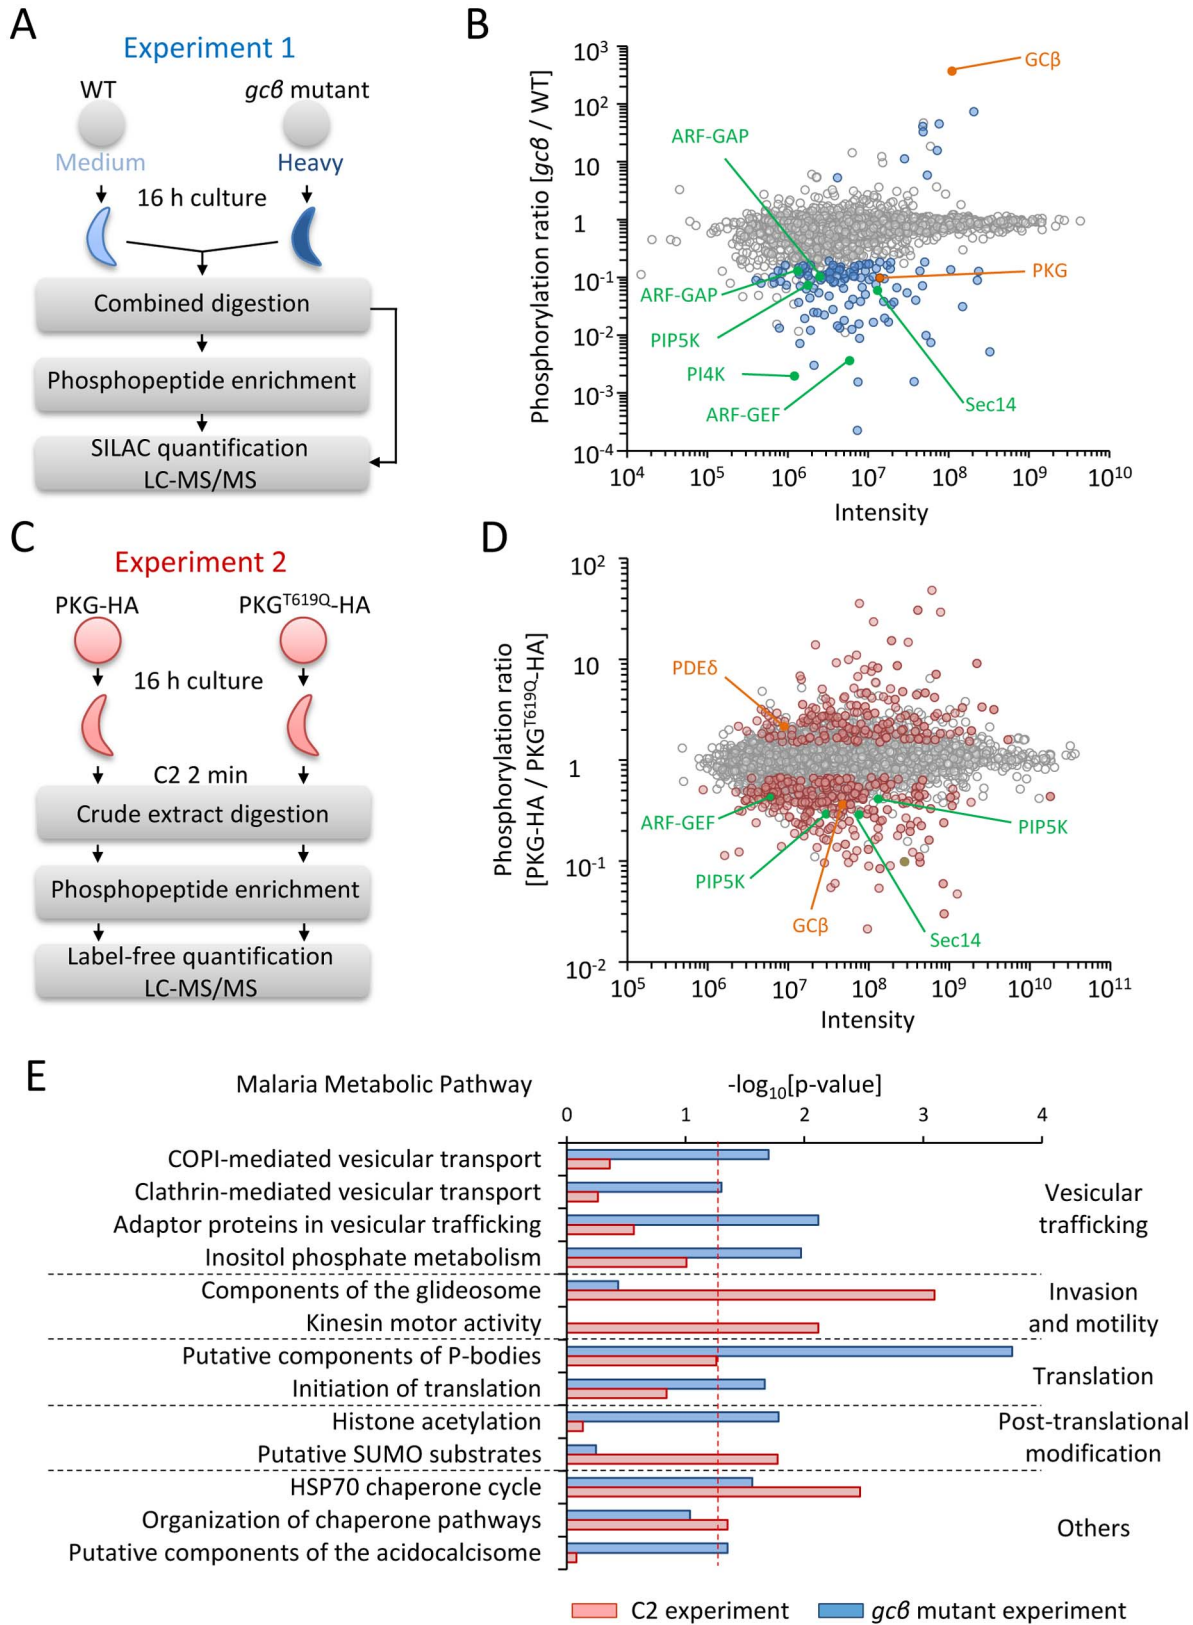 A
Experiment 1
WT
gcβ mutant
Medium
Heavy
16 h culture
Combined digestion
Phosphopeptide enrichment
SILAC quantification
LC-MS/MS
B
Phosphorylation ratio [gcβ / WT]
10³
10²
10
1
10⁻¹
10⁻²
10⁻³
10⁻⁴
GCβ
ARF-GAP
PKG
ARF-GAP
PIP5K
PI4K
ARF-GEF
Sec14
10⁴ 10⁵ 10⁶ 10⁷ 10⁸ 10⁹ 10¹⁰
Intensity
C
Experiment 2
PKG-HA
PKGᵀ⁶¹⁹Q-HA
16 h culture
C2 2 min
Crude extract digestion
Phosphopeptide enrichment
Label-free quantification
LC-MS/MS
D
Phosphorylation ratio
[PKG-HA / PKGᵀ⁶¹⁹Q-HA]
10²
10
1
10⁻¹
10⁻²
PDEδ
ARF-GEF
PIP5K
PIP5K
GCβ
Sec14
10⁵ 10⁶ 10⁷ 10⁸ 10⁹ 10¹⁰ 10¹¹
Intensity
E
Malaria Metabolic Pathway
-log₁₀[p-value]
0 1 2 3 4
COPI-mediated vesicular transport
Clathrin-mediated vesicular transport
Adaptor proteins in vesicular trafficking
Inositol phosphate metabolism
Vesicular
trafficking
Components of the glideosome
Kinesin motor activity
Invasion
and motility
Putative components of P-bodies
Initiation of translation
Translation
Histone acetylation
Putative SUMO substrates
Post-translational
modification
HSP70 chaperone cycle
Organization of chaperone pathways
Putative components of the acidocalcisome
Others
C2 experiment
gcβ mutant experiment